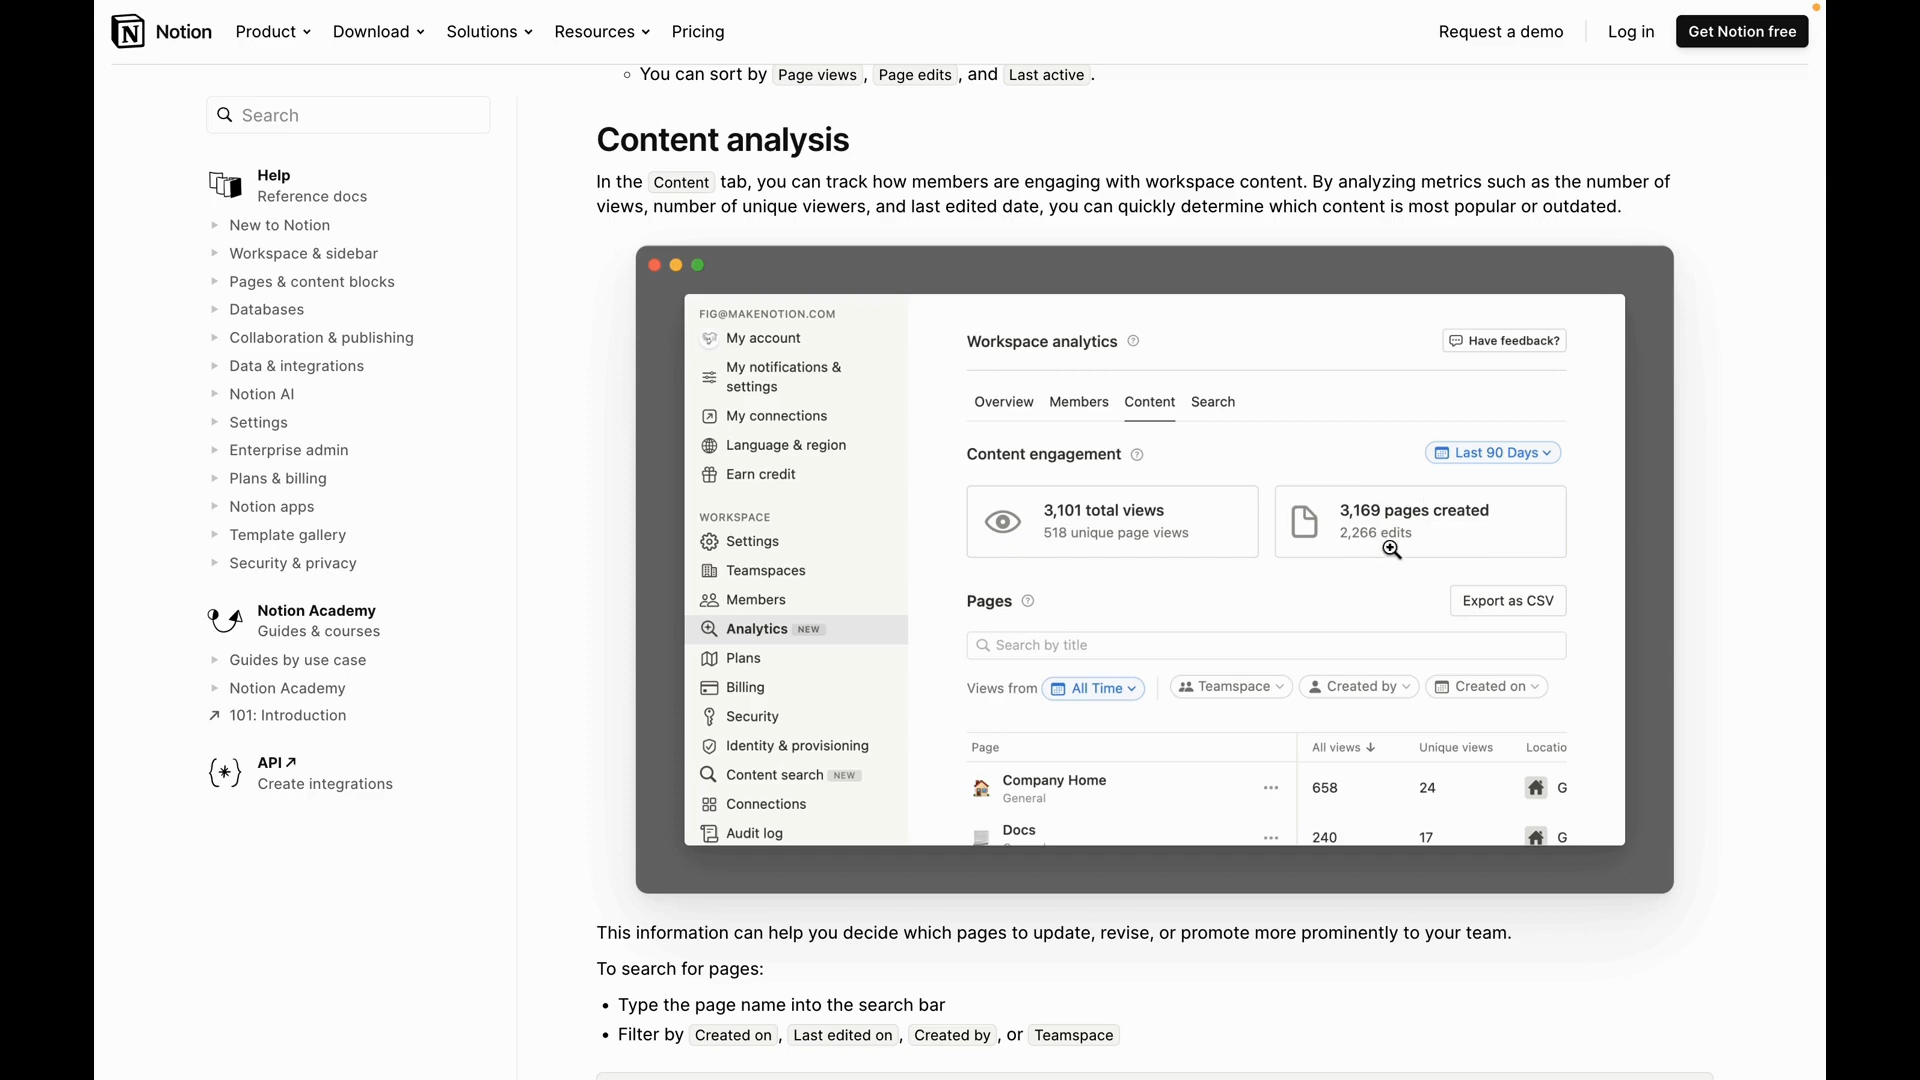 Notion
Product
Download
Solutions
Resources
Pricing
Request a demo
Log in
Get Notion free
You can sort by Page views , Page edits , and Last active .
Search
Help
Reference docs
New to Notion
Workspace & sidebar
Pages & content blocks
Databases
Collaboration & publishing
Data & integrations
Notion AI
Settings
Enterprise admin
Plans & billing
Notion apps
Template gallery
Security & privacy
Notion Academy
Guides & courses
Guides by use case
Notion Academy
101: Introduction
API
Create integrations
Content analysis
In the Content tab, you can track how members are engaging with workspace content. By analyzing metrics such as the number of
views, number of unique viewers, and last edited date, you can quickly determine which content is most popular or outdated.
FIG@MAKENOTION.COM
My account
My notifications &
settings
My connections
Language & region
Earn credit
WORKSPACE
Settings
Teamspaces
Members
Analytics NEW
Plans
Billing
Security
Identity & provisioning
Content search NEW
Connections
Audit log
Workspace analytics
Have feedback?
Overview Members Content Search
Content engagement
Last 90 Days
3,101 total views
518 unique page views
3,169 pages created
2,266 edits
Pages
Export as CSV
Search by title
Views from All Time Teamspace Created by Created on
Page All views Unique views Locatio
Company Home 658 24 G
General
Docs 240 17 G
This information can help you decide which pages to update, revise, or promote more prominently to your team.
To search for pages:
• Type the page name into the search bar
• Filter by Created on , Last edited on , Created by , or Teamspace